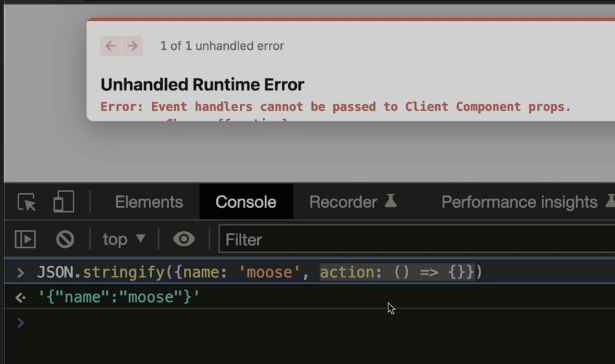 1 of 1 unhandled error
Unhandled Runtime Error
Error: Event handlers cannot be passed to Client Component props.
Elements Console Recorder Performance insights
top Filter
JSON.stringify({name: 'moose', action: () => {}})
'{"name":"moose"}'